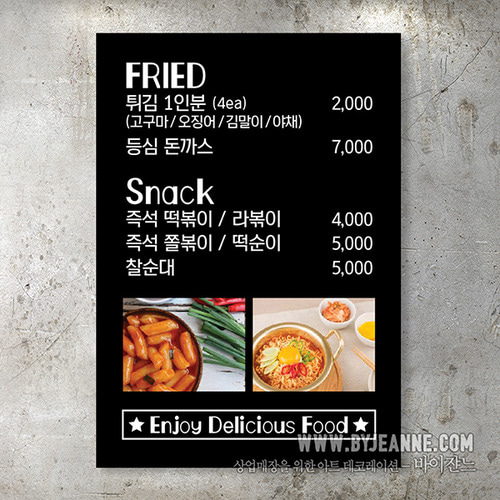 FRIED
튀김 1인분 (4ea) 2,000
(고구마/오징어/김말이/야채)
등심 돈까스 7,000
Snack
즉석 떡볶이 / 라볶이 4,000
즉석 쫄볶이 / 떡순이 5,000
찰순대 5,000
★ Enjoy Delicious Food ★
WWW.BYJEANNE.COM
상업매장을 위한 아트 데코레이션 - 바이쟌느